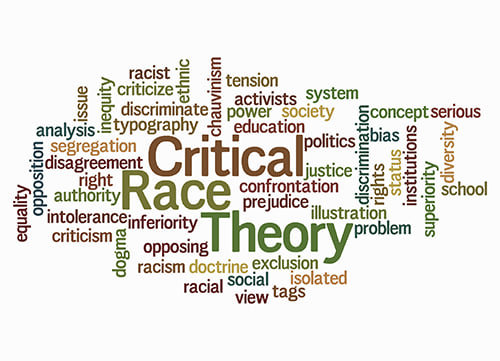 racist
criticize
ethnic
chauvinism
tension
issue
inequity
discriminate
activists
system
typography
power
society
analysis
education
discrimination
concept
serious
segregation
Critical
politics
bias
opposition
disagreement
justice
rights
status
institutions
diversity
right
Race
confrontation
superiority
school
authority
prejudice
equality
intolerance
inferiority
Theory
illustration
problem
criticism
dogma
opposing
racism
doctrine
exclusion
racial
social
isolated
view
tags